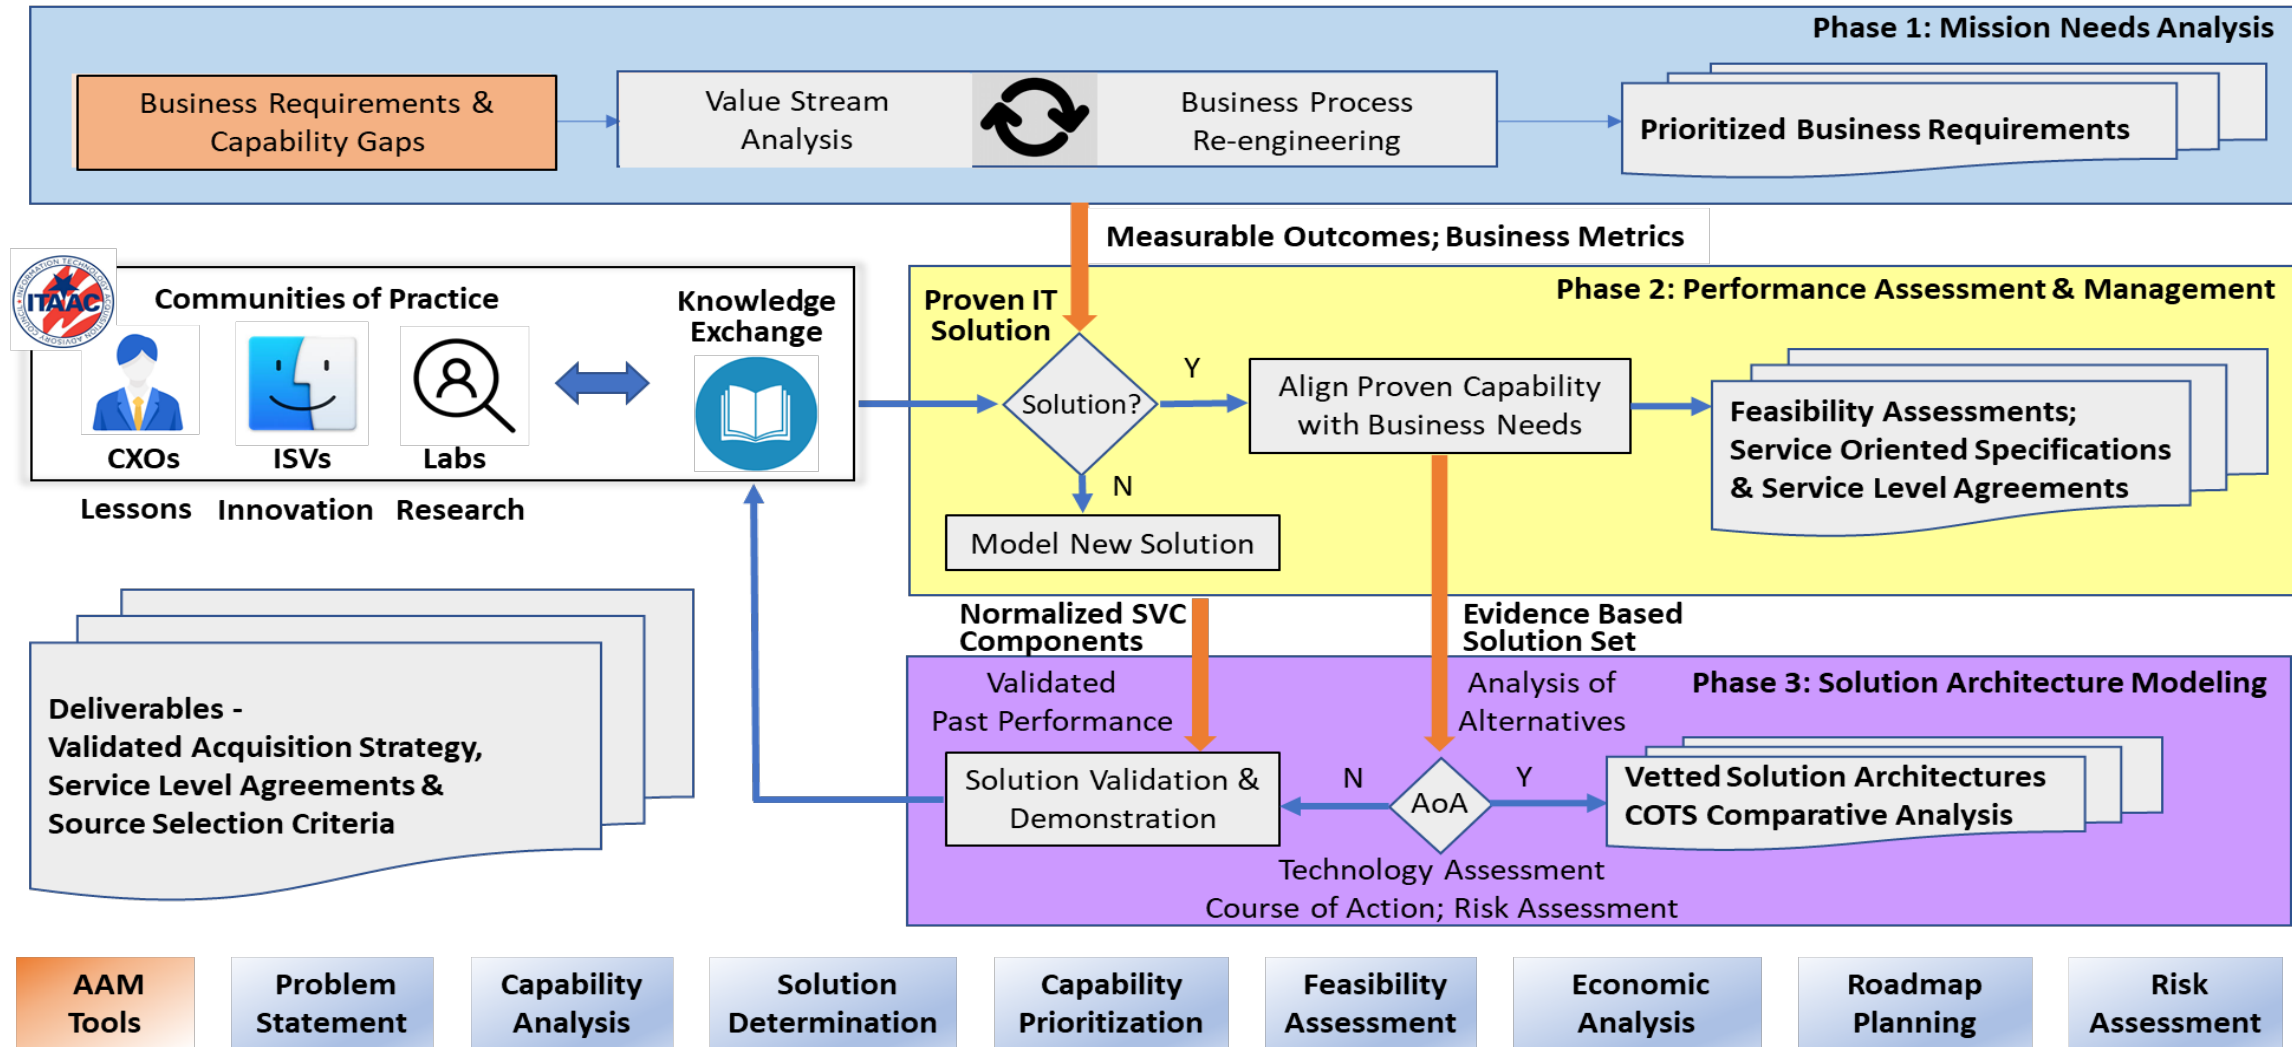 Phase 1: Mission Needs Analysis
Business Requirements &
Capability Gaps
Value Stream
Analysis
Business Process
Re-engineering
Prioritized Business Requirements
Measurable Outcomes; Business Metrics
INFORMATION TECHNOLOGY ACQUISITION ADVISORY COUNCIL
ITAAC
Communities of Practice
Knowledge
Exchange
CXOs
ISVs
Labs
Lessons
Innovation
Research
Phase 2: Performance Assessment & Management
Proven IT
Solution
Solution?
Y
N
Align Proven Capability
with Business Needs
Feasibility Assessments;
Service Oriented Specifications
& Service Level Agreements
Model New Solution
Normalized SVC
Components
Evidence Based
Solution Set
Deliverables -
Validated Acquisition Strategy,
Service Level Agreements &
Source Selection Criteria
Phase 3: Solution Architecture Modeling
Validated
Past Performance
Analysis of
Alternatives
Solution Validation &
Demonstration
N
AoA
Y
Vetted Solution Architectures
COTS Comparative Analysis
Technology Assessment
Course of Action; Risk Assessment
AAM
Tools
Problem
Statement
Capability
Analysis
Solution
Determination
Capability
Prioritization
Feasibility
Assessment
Economic
Analysis
Roadmap
Planning
Risk
Assessment